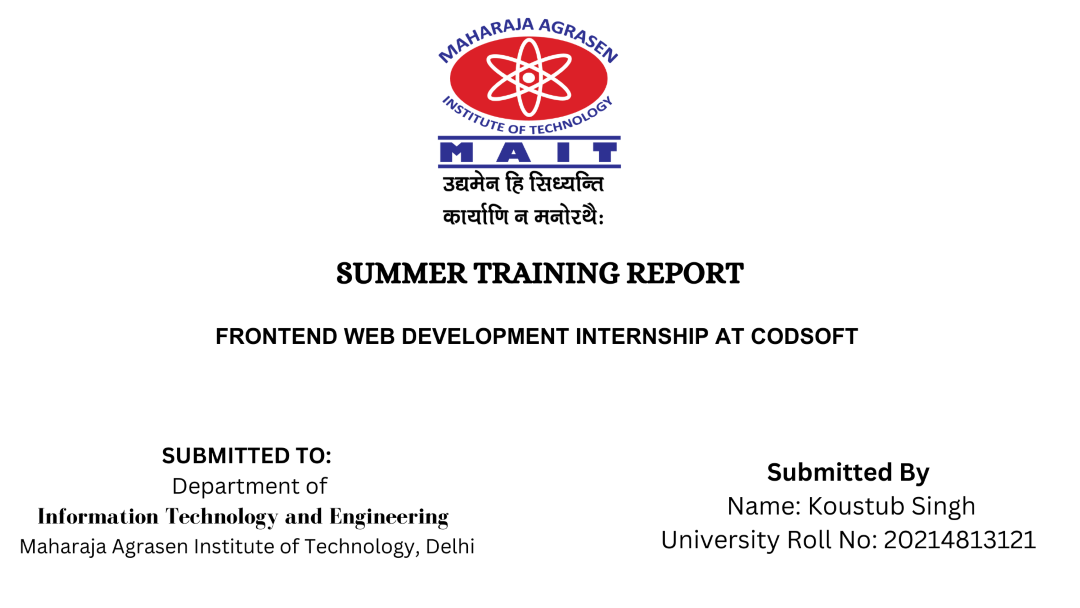 MAHARAJA AGRASEN
INSTITUTE OF TECHNOLOGY
MAIT
उद्यमेन हि सिध्यन्ति
कार्याणि न मनोरथै:
SUMMER TRAINING REPORT
FRONTEND WEB DEVELOPMENT INTERNSHIP AT CODSOFT
SUBMITTED TO:
Department of
Information Technology and Engineering
Maharaja Agrasen Institute of Technology, Delhi
Submitted By
Name: Koustub Singh
University Roll No: 20214813121